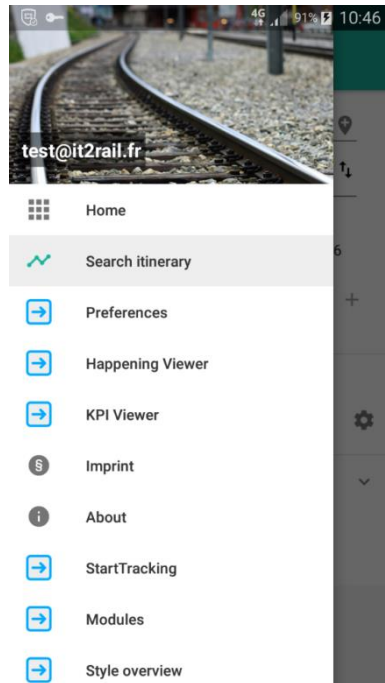 4G 91% 10:46
test@it2rail.fr
Home
Search itinerary
6
Preferences
Happening Viewer
KPI Viewer
§ Imprint
i About
StartTracking
Modules
Style overview